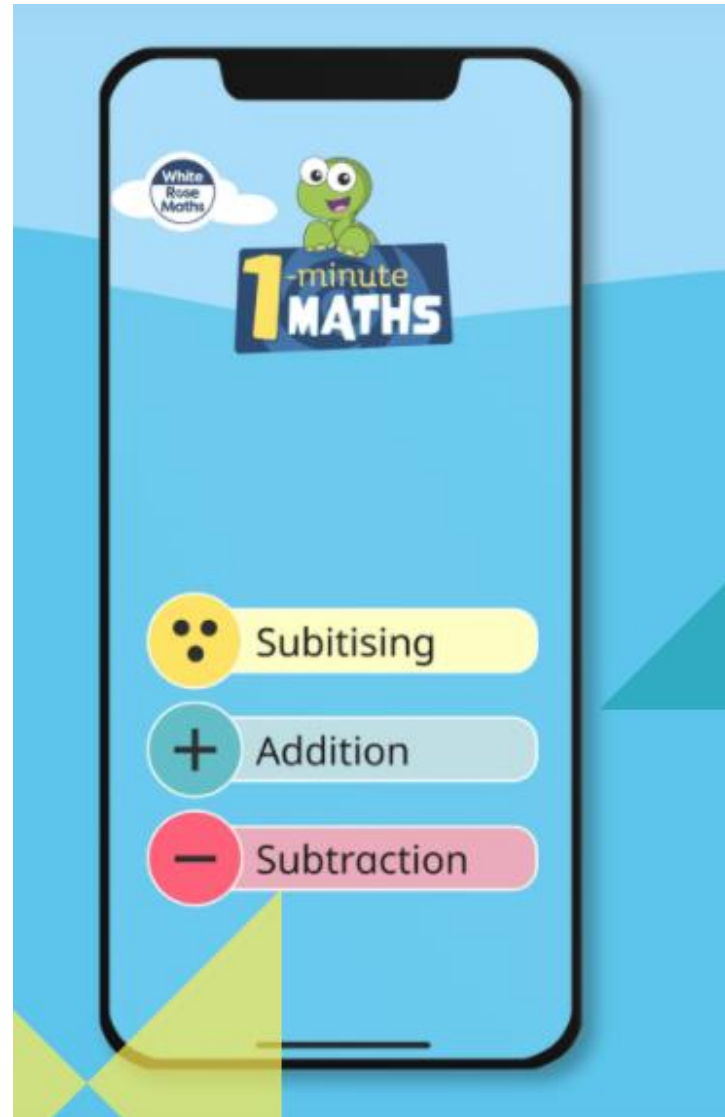 White
Rose
Maths
1-minute
MATHS
Subitising
Addition
Subtraction